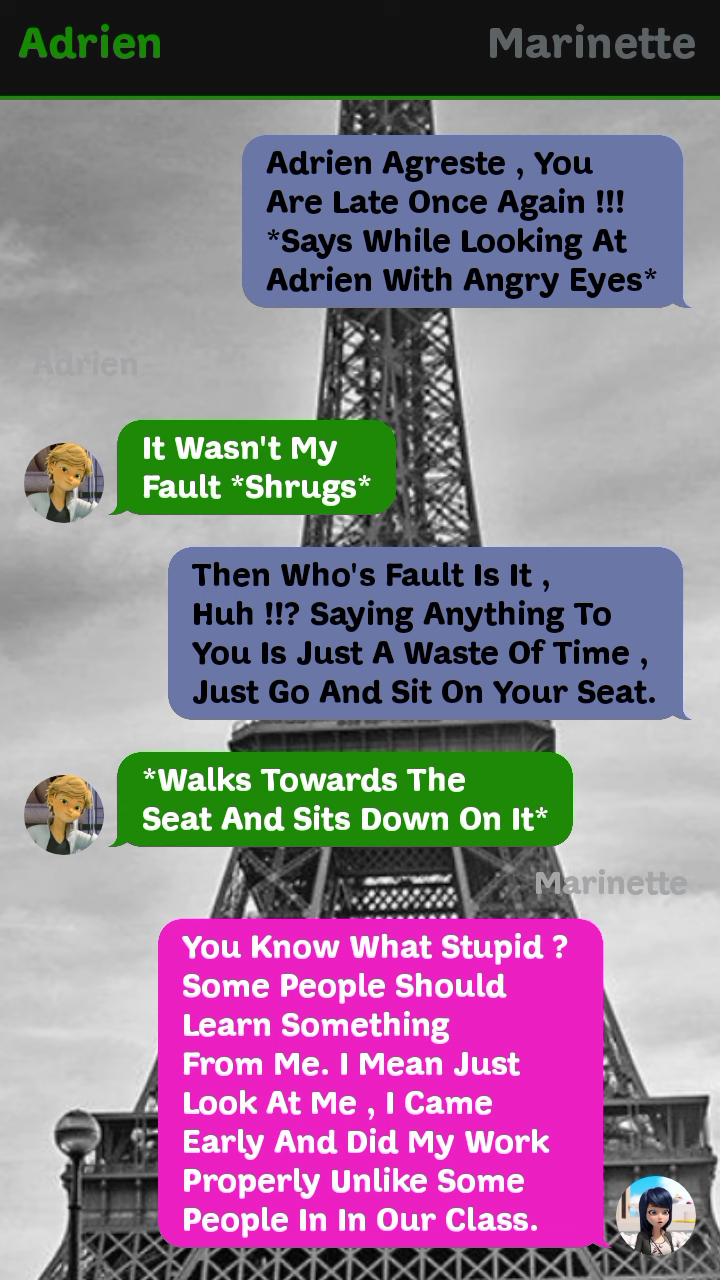 Adrien Marinette
Adrien Agreste , You
Are Late Once Again !!!
*Says While Looking At
Adrien With Angry Eyes*
Adrien
It Wasn't My
Fault *Shrugs*
Then Who's Fault Is It ,
Huh !!? Saying Anything To
You Is Just A Waste Of Time ,
Just Go And Sit On Your Seat.
*Walks Towards The
Seat And Sits Down On It*
Marinette
You Know What Stupid ?
Some People Should
Learn Something
From Me. I Mean Just
Look At Me , I Came
Early And Did My Work
Properly Unlike Some
People In In Our Class.